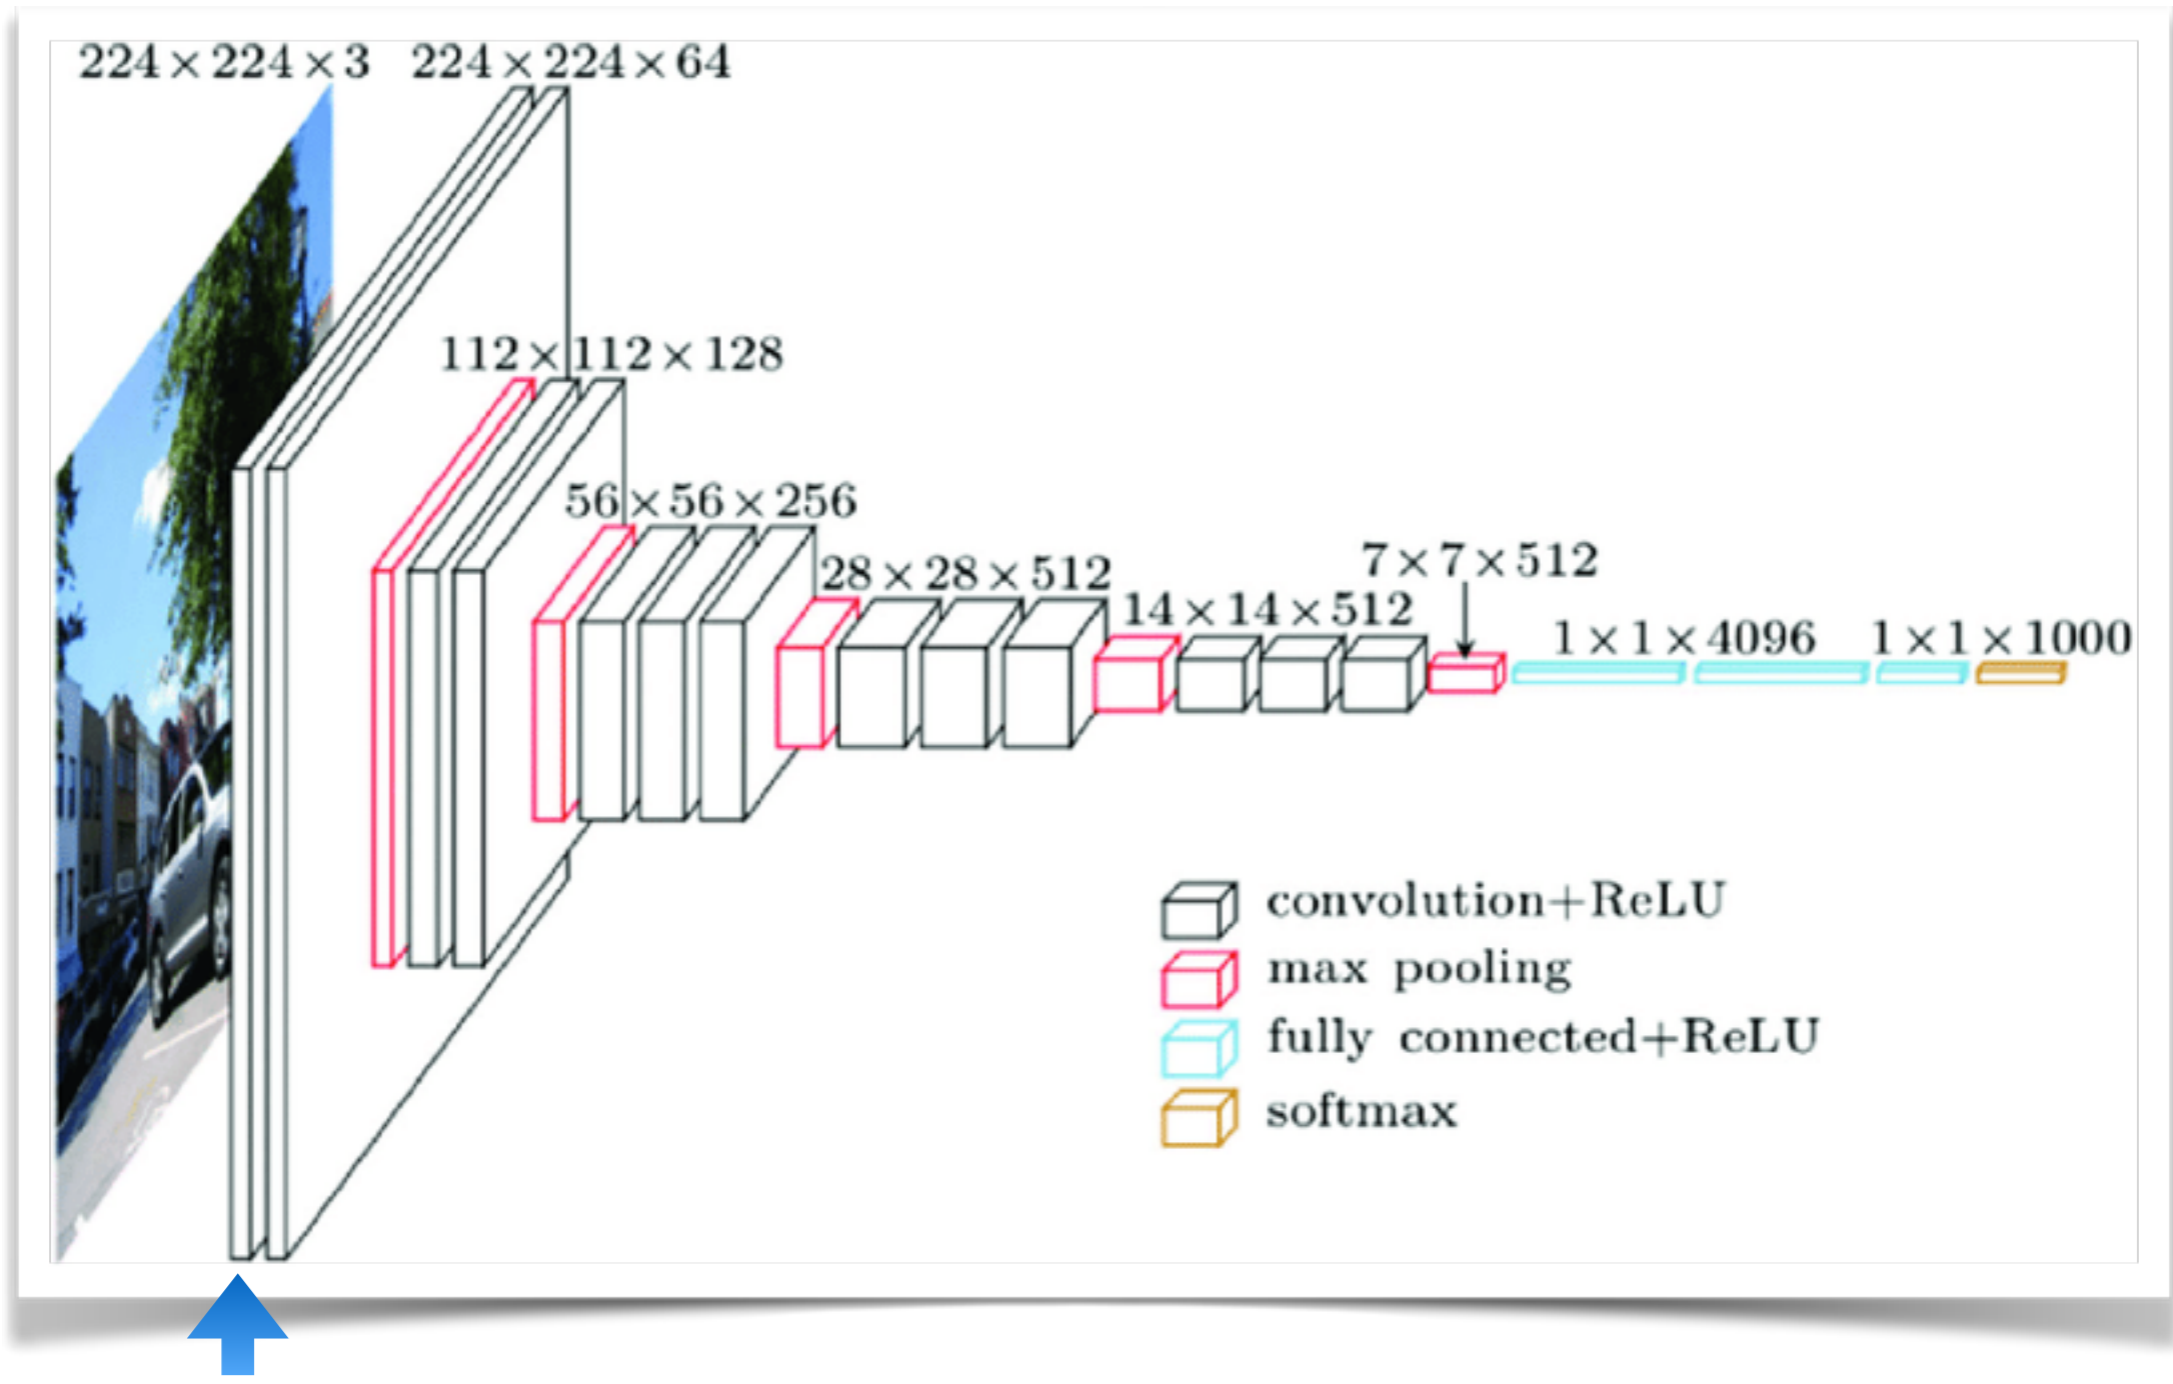 224×224×3
224×224×64
112×112×128
56×56×256
28×28×512
14×14×512
7×7×512
1×1×4096
1×1×1000
convolution+ReLU
max pooling
fully connected+ReLU
softmax